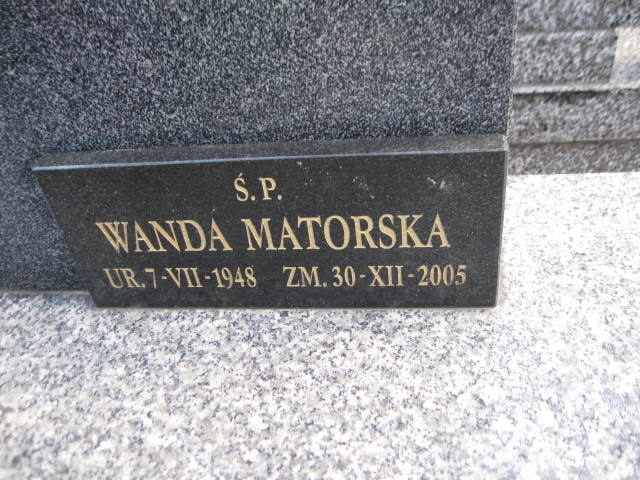 Ś.P.
WANDA MATORSKA
UR. 7-VII-1948 ZM. 30-XII-2005